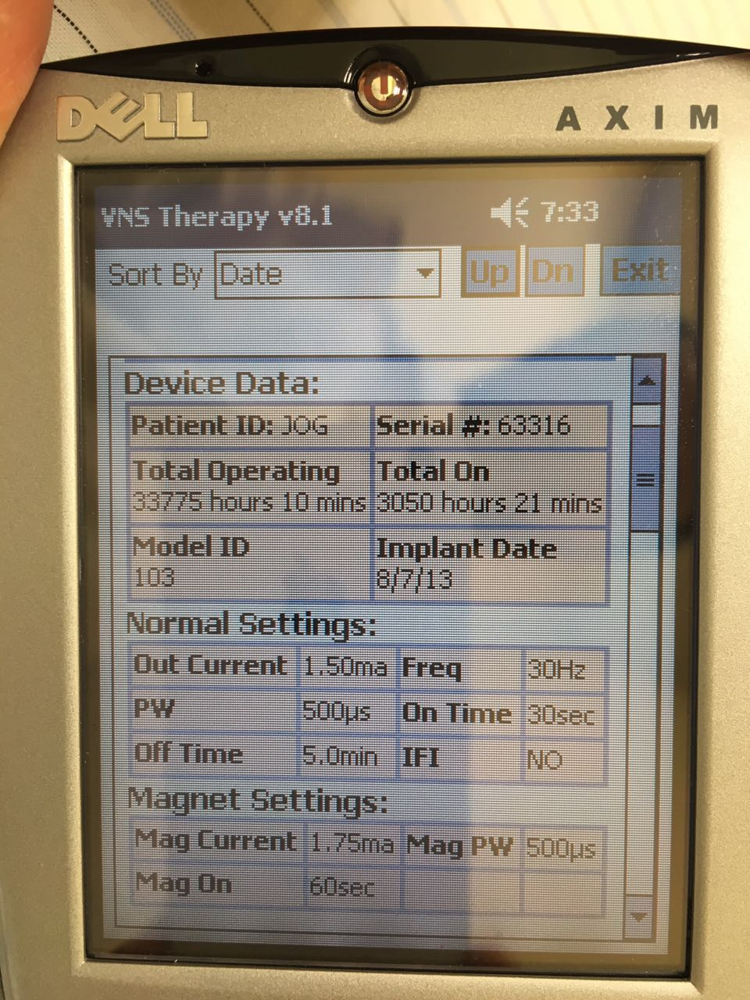 DELL AXIM
VNS Therapy v8.1 7:33
Sort By Date Up Dn Exit
Device Data:
Patient ID: JOG Serial #: 63316
Total Operating Total On
33775 hours 10 mins 3050 hours 21 mins
Model ID Implant Date
103 8/7/13
Normal Settings:
Out Current 1.50ma Freq 30Hz
PW 500µs On Time 30sec
Off Time 5.0min IFI NO
Magnet Settings:
Mag Current 1.75ma Mag PW 500µs
Mag On 60sec